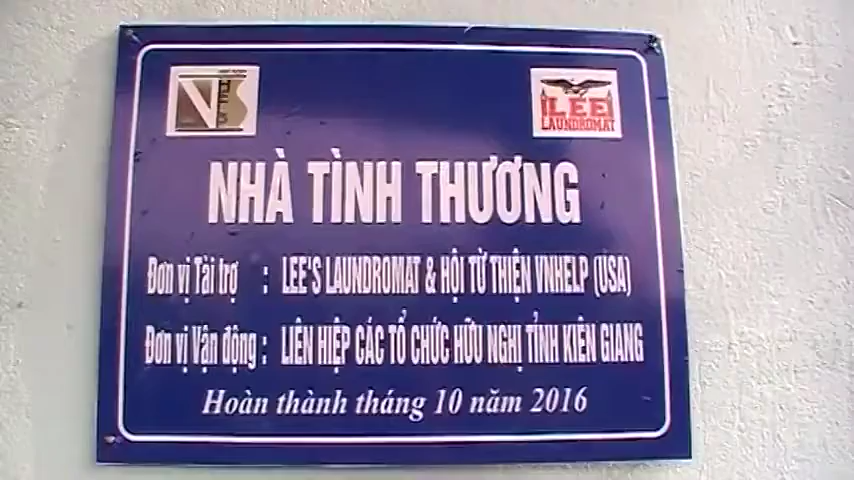 LEE
LAUNDROMAT
NHÀ TÌNH THƯƠNG
Đơn vị Tài trợ : LEE'S LAUNDROMAT & HỘI TỪ THIỆN VNHELP (USA)
Đơn vị Vận động : LIÊN HIỆP CÁC TỔ CHỨC HỮU NGHỊ TỈNH KIÊN GIANG
Hoàn thành tháng 10 năm 2016